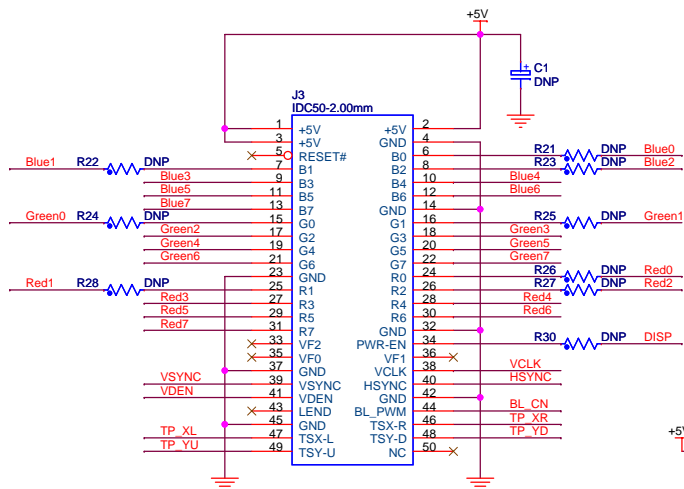 +5V
C1
DNP
J3
IDC50-2.00mm
1 +5V +5V 2
3 +5V GND 4
5 RESET# B0 6 R21 DNP Blue0
Blue1 R22 DNP 7 B1 B2 8 R23 DNP Blue2
Blue3 9 B3 B4 10 Blue4
Blue5 11 B5 B6 12 Blue6
Blue7 13 B7 GND 14
Green0 R24 DNP 15 G0 G1 16 R25 DNP Green1
Green2 17 G2 G3 18 Green3
Green4 19 G4 G5 20 Green5
Green6 21 G6 G7 22 Green7
23 GND R0 24 R26 DNP Red0
Red1 R28 DNP 25 R1 R2 26 R27 DNP Red2
Red3 27 R3 R4 28 Red4
Red5 29 R5 R6 30 Red6
Red7 31 R7 GND 32
33 VF2 PWR-EN 34 R30 DNP DISP
35 VF0 VF1 36
37 GND VCLK 38 VCLK
VSYNC 39 VSYNC HSYNC 40 HSYNC
VDEN 41 VDEN GND 42
43 LEND BL_PWM 44 BL_CN
45 GND TSX-R 46 TP_XR
TP_XL 47 TSX-L TSY-D 48 TP_YD
TP_YU 49 TSY-U NC 50
+5V